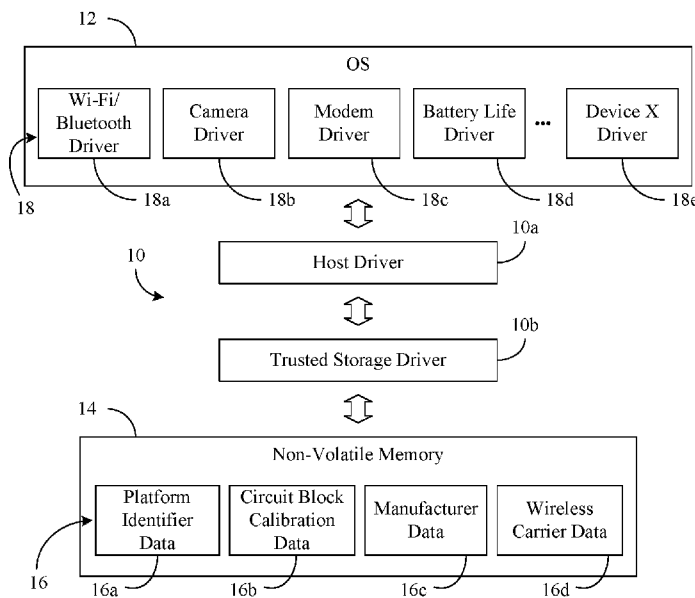 12
OS
Wi-Fi/
Bluetooth
Driver
Camera
Driver
Modem
Driver
Battery Life
Driver
...
Device X
Driver
18
18a
18b
18c
18d
18e
10a
10
Host Driver
10b
Trusted Storage Driver
14
Non-Volatile Memory
Platform
Identifier
Data
Circuit Block
Calibration
Data
Manufacturer
Data
Wireless
Carrier Data
16
16a
16b
16c
16d